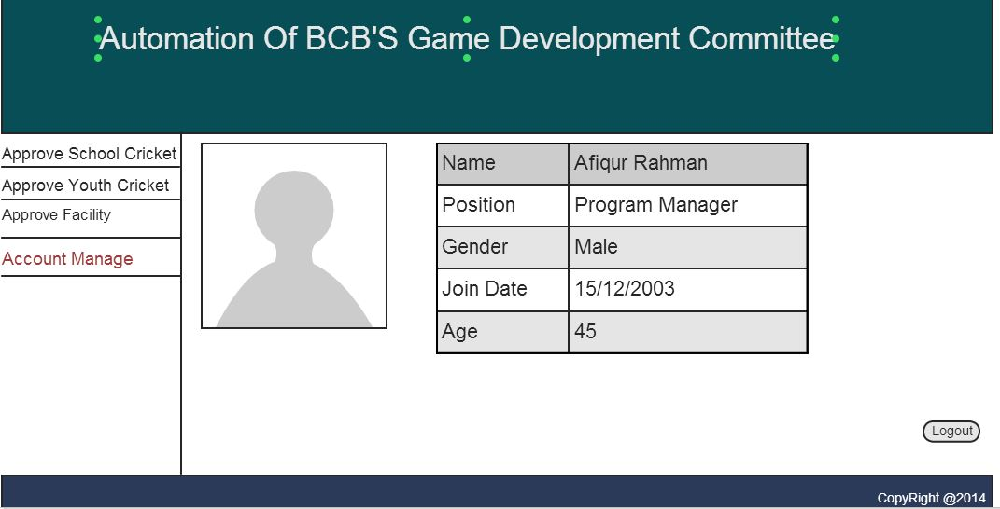 Automation Of BCB'S Game Development Committee
Approve School Cricket
Approve Youth Cricket
Approve Facility
Account Manage
Name Afiqur Rahman
Position Program Manager
Gender Male
Join Date 15/12/2003
Age 45
Logout
CopyRight @2014